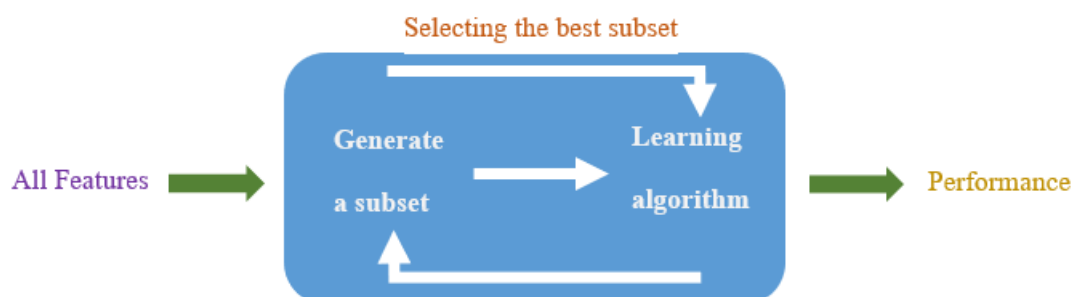 Selecting the best subset
Generate
a subset
Learning
algorithm
All Features
Performance